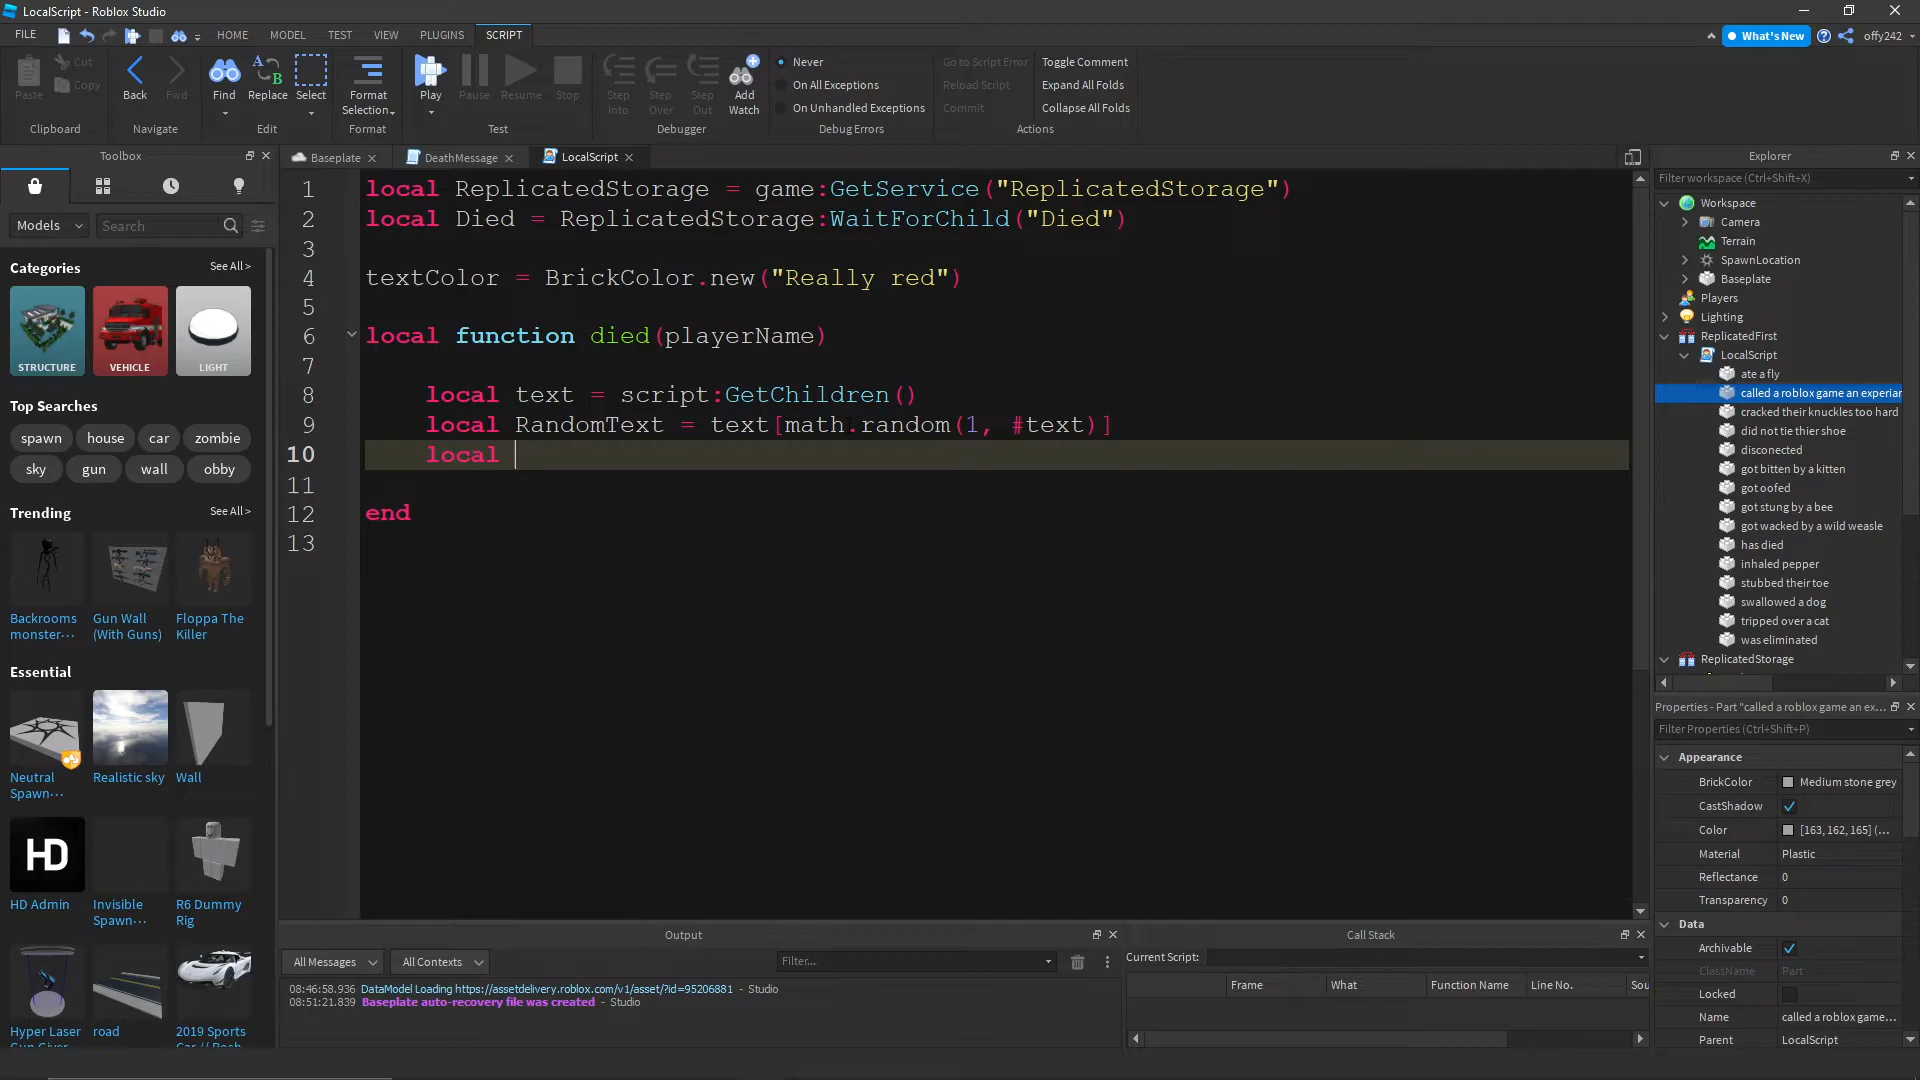 LocalScript - Roblox Studio
FILE
HOME
MODEL
TEST
VIEW
PLUGINS
SCRIPT
What's New
offy242
Paste
Cut
Copy
Clipboard
Back
Fwd
Navigate
Find
Replace
Select
Edit
Format
Selection
Format
Play
Pause
Resume
Stop
Test
Step
Into
Step
Over
Step
Out
Add
Watch
Debugger
Never
On All Exceptions
On Unhandled Exceptions
Debug Errors
Go to Script Error
Reload Script
Commit
Toggle Comment
Expand All Folds
Collapse All Folds
Actions
Toolbox
Models
Search
Categories
See All >
STRUCTURE
VEHICLE
LIGHT
Top Searches
spawn
house
car
zombie
sky
gun
wall
obby
Trending
See All >
Backrooms
monster···
Gun Wall
(With Guns)
Floppa The
Killer
Essential
Neutral
Spawn···
Realistic sky
Wall
HD
HD Admin
Invisible
Spawn···
R6 Dummy
Rig
Hyper Laser
road
2019 Sports
Baseplate
DeathMessage
LocalScript
1 local ReplicatedStorage = game:GetService("ReplicatedStorage")
2 local Died = ReplicatedStorage:WaitForChild("Died")
3
4 textColor = BrickColor.new("Really red")
5
6 local function died(playerName)
7
8 local text = script:GetChildren()
9 local RandomText = text[math.random(1, #text)]
10 local
11
12 end
13
Output
All Messages
All Contexts
Filter...
08:46:58.936 DataModel Loading https://assetdelivery.roblox.com/v1/asset/?id=95206881 - Studio
08:51:21.839 Baseplate auto-recovery file was created - Studio
Call Stack
Current Script:
Frame
What
Function Name
Line No.
Sou
Explorer
Filter workspace (Ctrl+Shift+X)
Workspace
Camera
Terrain
SpawnLocation
Baseplate
Players
Lighting
ReplicatedFirst
LocalScript
ate a fly
called a roblox game an experian
cracked their knuckles too hard
did not tie thier shoe
disconected
got bitten by a kitten
got oofed
got stung by a bee
got wacked by a wild weasle
has died
inhaled pepper
stubbed their toe
swallowed a dog
tripped over a cat
was eliminated
ReplicatedStorage
Properties - Part "called a roblox game an ex...
Filter Properties (Ctrl+Shift+P)
Appearance
BrickColor Medium stone grey
CastShadow
Color [163, 162, 165] (...
Material Plastic
Reflectance 0
Transparency 0
Data
Archivable
ClassName Part
Locked
Name called a roblox game...
Parent LocalScript